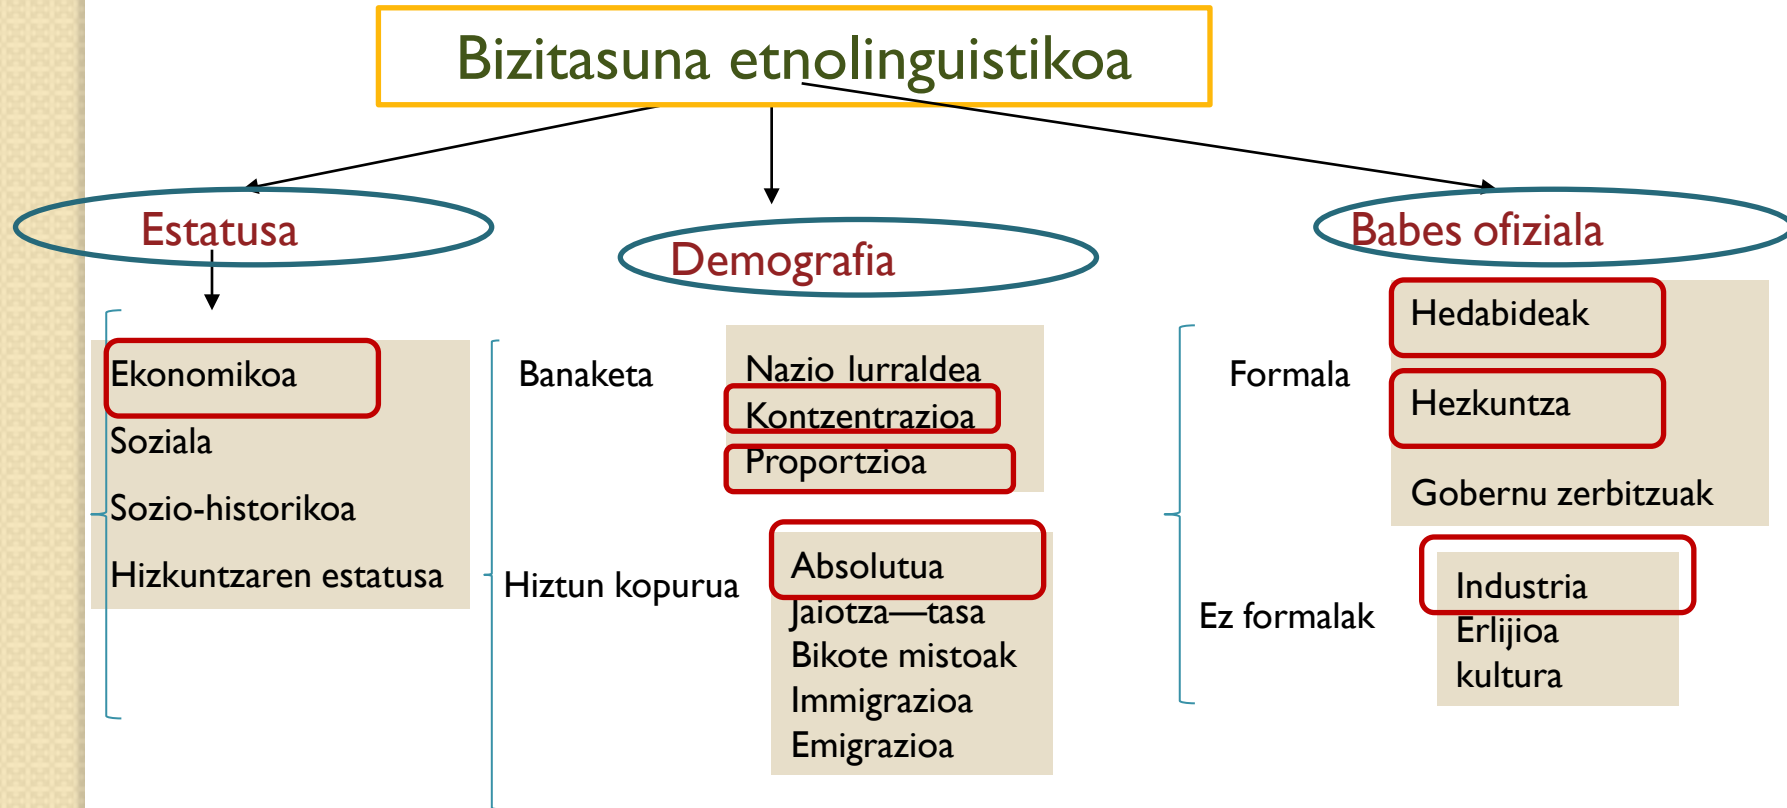 Bizitasuna etnolinguistikoa
Estatusa
Ekonomikoa
Soziala
Sozio-historikoa
Hizkuntzaren estatusa
Demografia
Banaketa
Nazio lurraldea
Kontzentrazioa
Proportzioa
Hiztun kopurua
Absolutua
Jaiotza—tasa
Bikote mistoak
Immigrazioa
Emigrazioa
Babes ofiziala
Formala
Hedabideak
Hezkuntza
Gobernu zerbitzuak
Ez formalak
Industria
Erlijioa
kultura